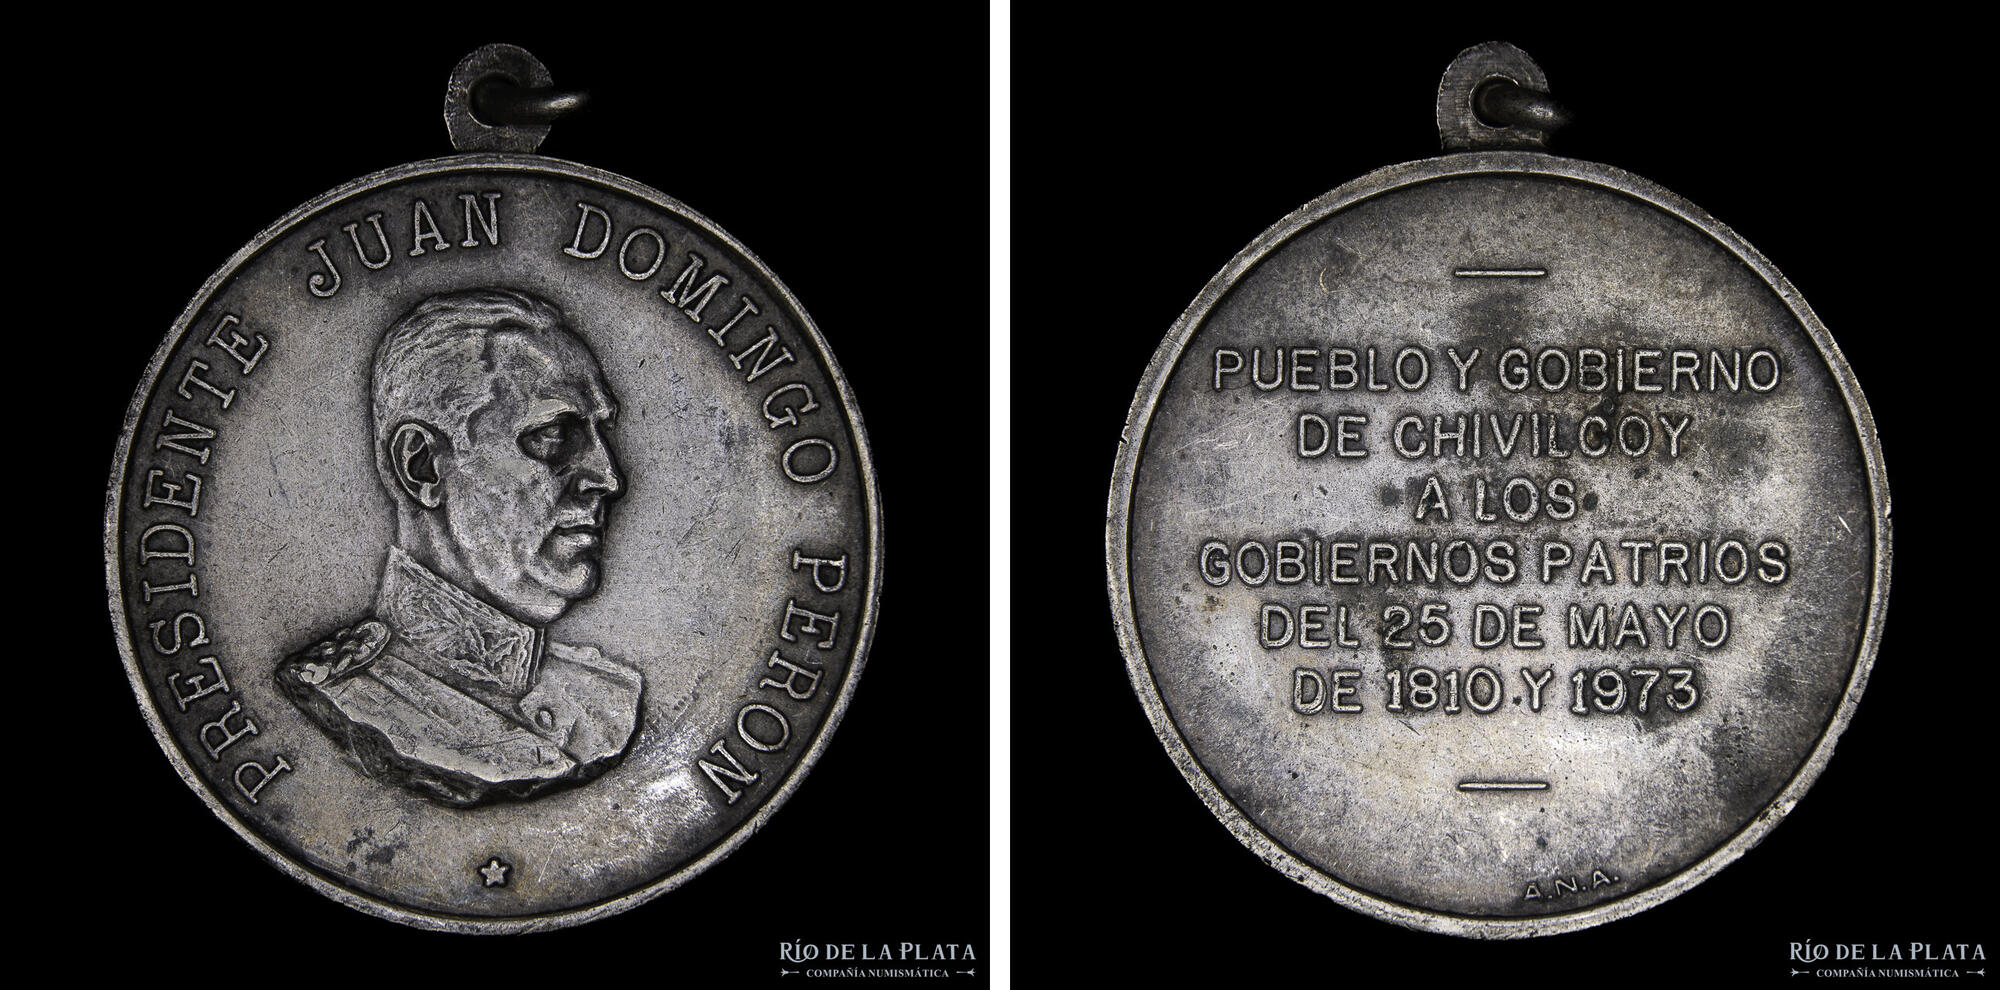 PRESIDENTE JUAN DOMINGO PERON
RÍO DE LA PLATA
COMPAÑÍA NUMISMÁTICA
PUEBLO Y GOBIERNO
DE CHIVILCOY
A LOS
GOBIERNOS PATRIOS
DEL 25 DE MAYO
DE 1810 Y 1973
A.N.A.
RÍO DE LA PLATA
COMPAÑÍA NUMISMÁTICA